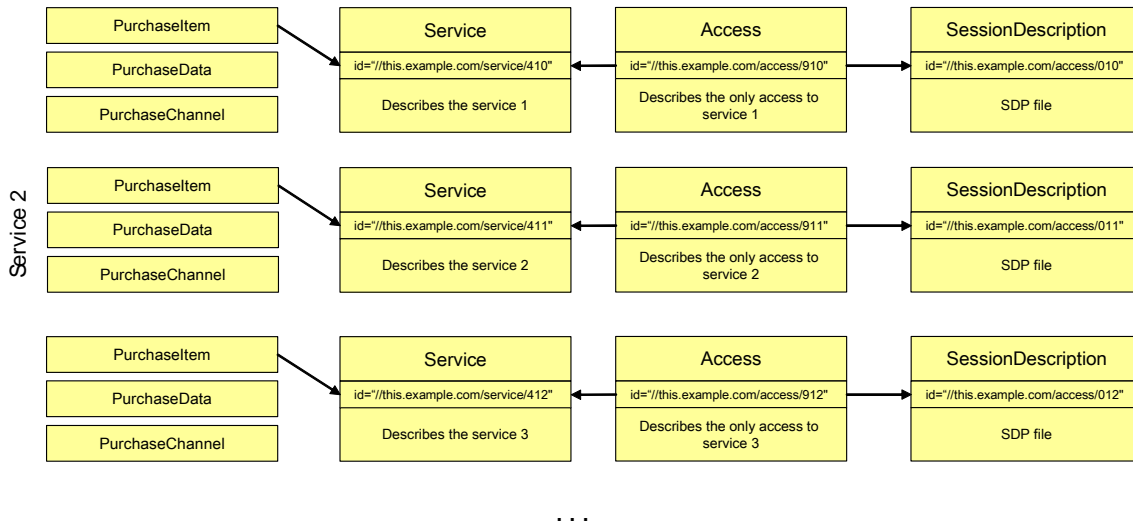 PurchaseItem
PurchaseData
PurchaseChannel
Service
id="//this.example.com/service/410"
Describes the service 1
Access
id="//this.example.com/access/910"
Describes the only access to
service 1
SessionDescription
id="//this.example.com/access/010"
SDP file
Service 2
PurchaseItem
PurchaseData
PurchaseChannel
Service
id="//this.example.com/service/411"
Describes the service 2
Access
id="//this.example.com/access/911"
Describes the only access to
service 2
SessionDescription
id="//this.example.com/access/011"
SDP file
PurchaseItem
PurchaseData
PurchaseChannel
Service
id="//this.example.com/service/412"
Describes the service 3
Access
id="//this.example.com/access/912"
Describes the only access to
service 3
SessionDescription
id="//this.example.com/access/012"
SDP file
...